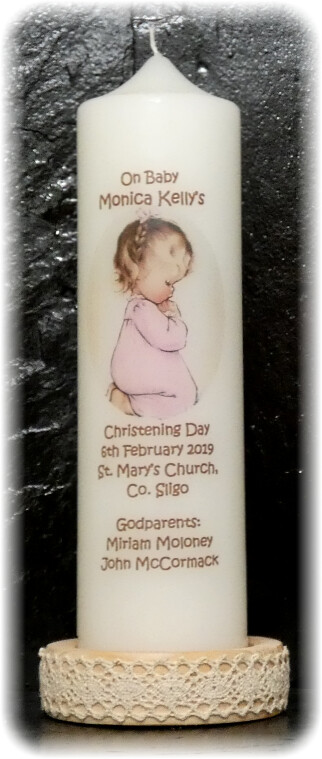 On Baby
Monica Kelly's
Christening Day
6th February 2019
St. Mary's Church,
Co. Sligo
Godparents:
Miriam Moloney
John McCormack